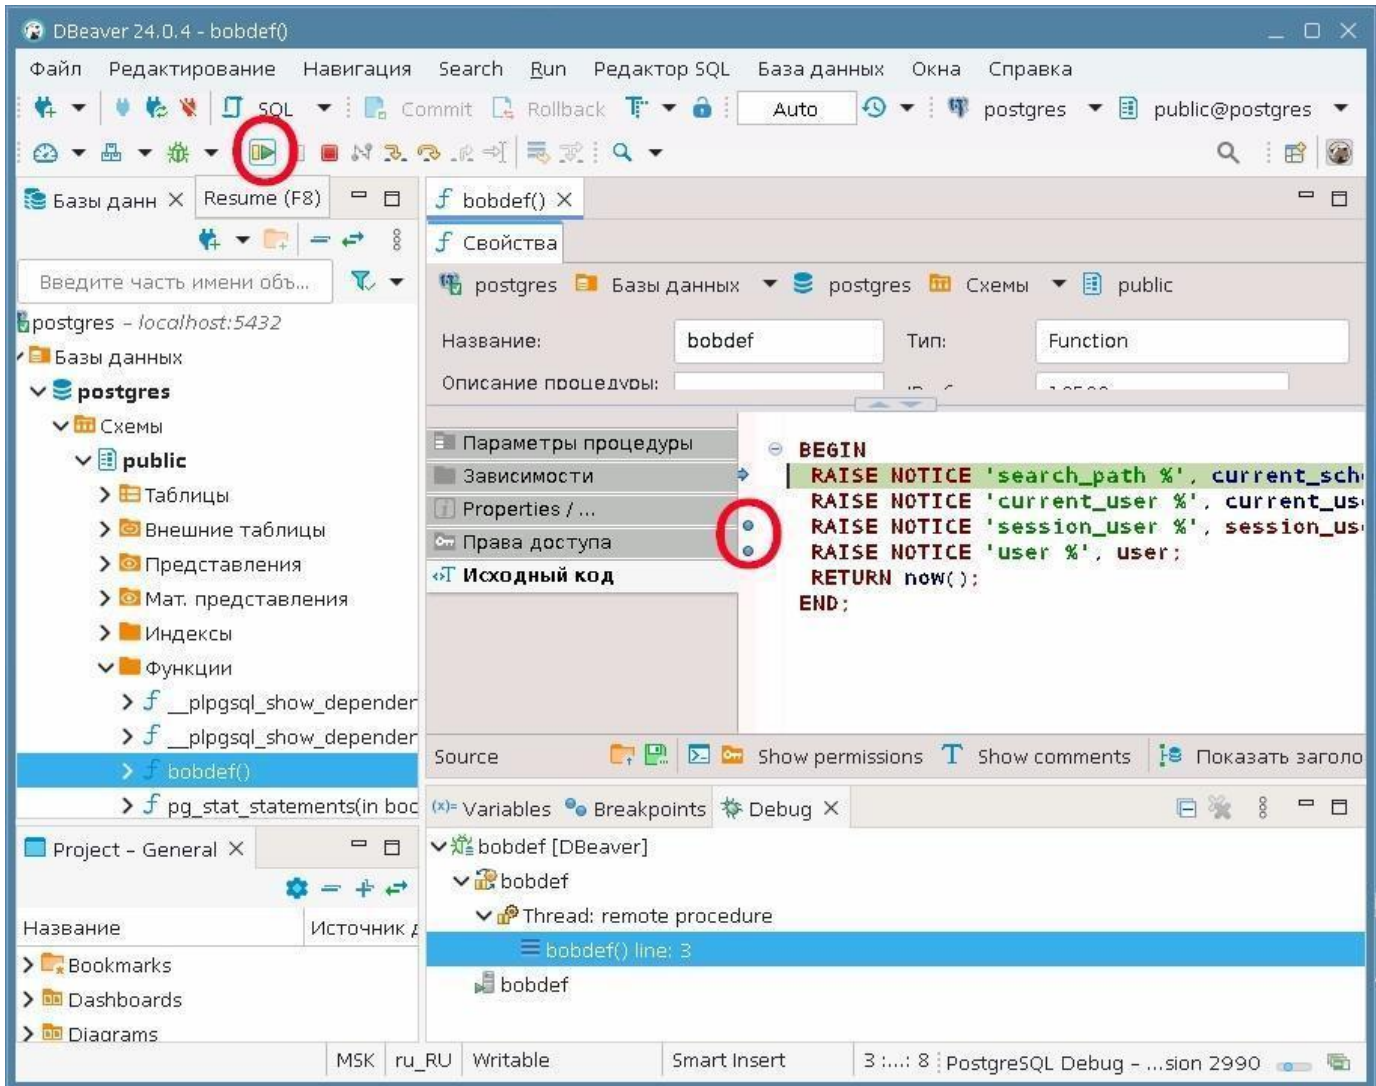 DBeaver 24.0.4 - bobdef()
Файл Редактирование Навигация Search Run Редактор SQL База данных Окна Справка
SQL Commit Rollback Auto postgres public@postgres
Базы данн Resume (F8) bobdef()
Свойства
Введите часть имени объ...
postgres Базы данных postgres Схемы public
postgres - localhost:5432
Название: bobdef Тип: Function
Описание процедуры:
Базы данных
postgres
Схемы
public
Таблицы
Внешние таблицы
Представления
Мат. представления
Индексы
Функции
__plpgsql_show_depender
__plpgsql_show_depender
bobdef()
pg_stat_statements(in boo
Параметры процедуры
Зависимости
Properties / ...
Права доступа
Исходный код
BEGIN
RAISE NOTICE 'search_path %', current_sch
RAISE NOTICE 'current_user %', current_us
RAISE NOTICE 'session_user %', session_us
RAISE NOTICE 'user %', user;
RETURN now();
END;
Source Show permissions Show comments Показать заголо
(x)= Variables Breakpoints Debug
bobdef [DBeaver]
bobdef
Thread: remote procedure
bobdef() line: 3
bobdef
Project - General
Название Источник д
Bookmarks
Dashboards
Diagrams
MSK ru_RU Writable Smart Insert 3 :...: 8 PostgreSQL Debug - ...sion 2990